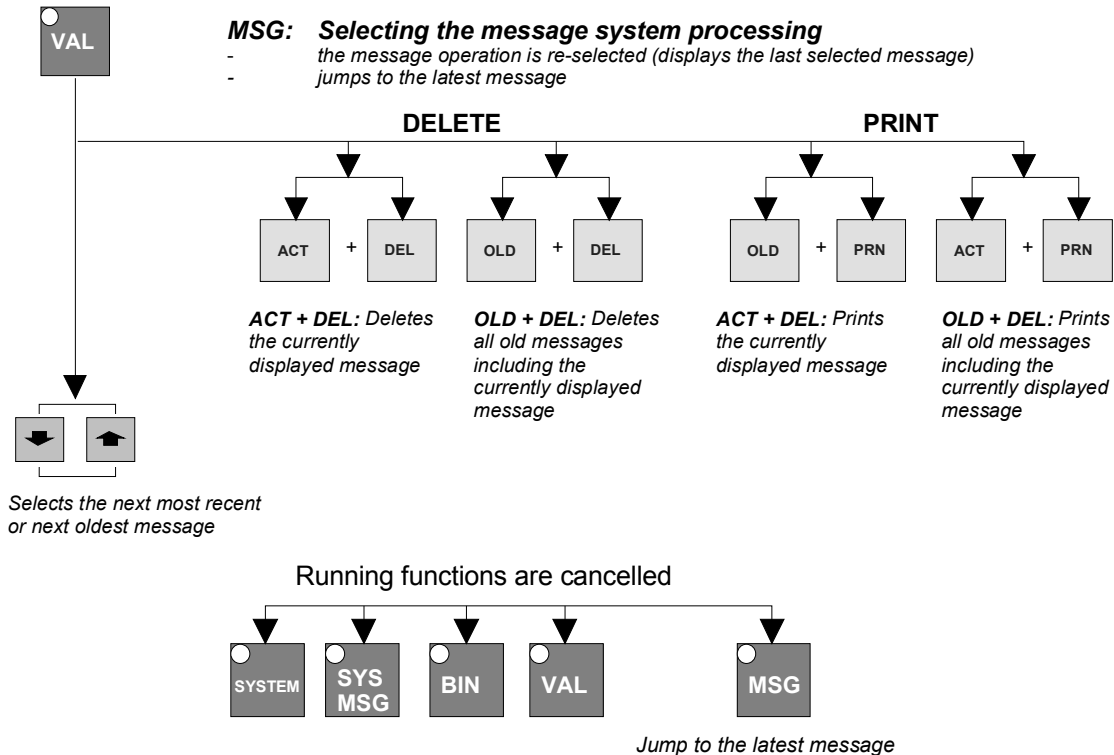 VAL
MSG: Selecting the message system processing
- the message operation is re-selected (displays the last selected message)
- jumps to the latest message
DELETE
PRINT
ACT + DEL
OLD + DEL
OLD + PRN
ACT + PRN
ACT + DEL: Deletes
the currently
displayed message
OLD + DEL: Deletes
all old messages
including the
currently displayed
message
ACT + DEL: Prints
the currently
displayed message
OLD + DEL: Prints
all old messages
including the
currently displayed
message
Selects the next most recent
or next oldest message
Running functions are cancelled
SYSTEM
SYS
MSG
BIN
VAL
MSG
Jump to the latest message